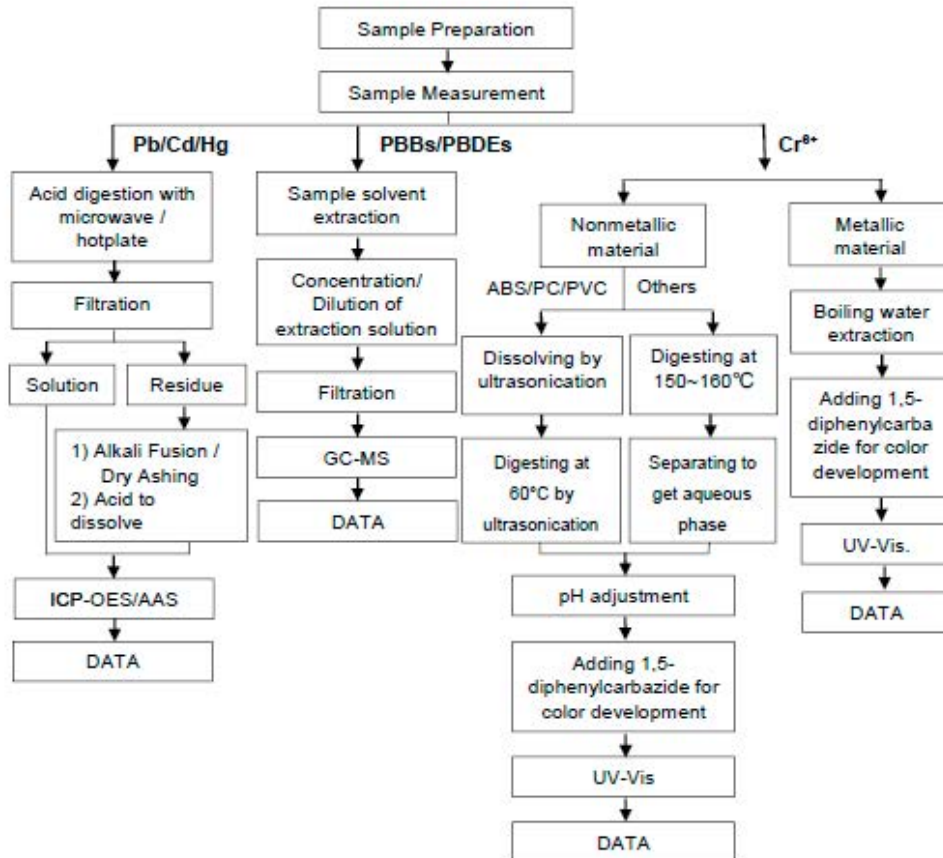 Sample Preparation
Sample Measurement
Pb/Cd/Hg
PBBs/PBDEs
Cr⁶⁺
Acid digestion with
microwave /
hotplate
Filtration
Solution
Residue
1) Alkali Fusion /
Dry Ashing
2) Acid to
dissolve
ICP-OES/AAS
DATA
Sample solvent
extraction
Concentration/
Dilution of
extraction solution
Filtration
GC-MS
DATA
Nonmetallic
material
ABS/PC/PVC
Others
Dissolving by
ultrasonication
Digesting at
60°C by
ultrasonication
Digesting at
150~160℃
Separating to
get aqueous
phase
pH adjustment
Adding 1,5-
diphenylcarbazide for
color development
UV-Vis
DATA
Metallic
material
Boiling water
extraction
Adding 1,5-
diphenylcarba
zide for color
development
UV-Vis.
DATA